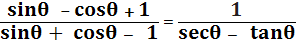 (sinθ − cosθ + 1)/(sinθ + cosθ − 1) = 1/(secθ − tanθ)